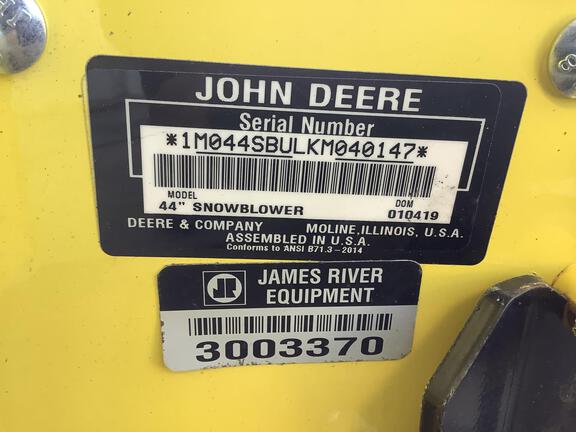 JOHN DEERE
Serial Number
*1M044SBULKM040147*
MODEL DOM
44" SNOWBLOWER 010419
DEERE & COMPANY MOLINE, ILLINOIS, U.S.A.
ASSEMBLED IN U.S.A.
Conforms to ANSI B71.3-2014
JR JAMES RIVER
EQUIPMENT
3003370